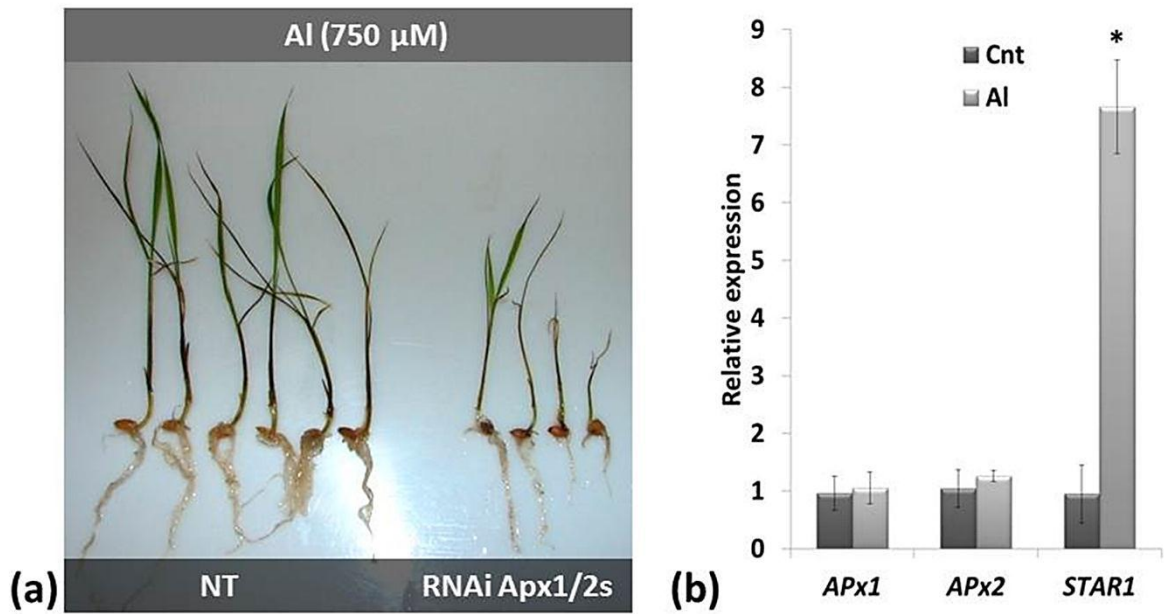 Al (750 µM)
NT
RNAi Apx1/2s
(a)
Relative expression
9
8
7
6
5
4
3
2
1
0
Cnt
Al
*
APx1
APx2
STAR1
(b)